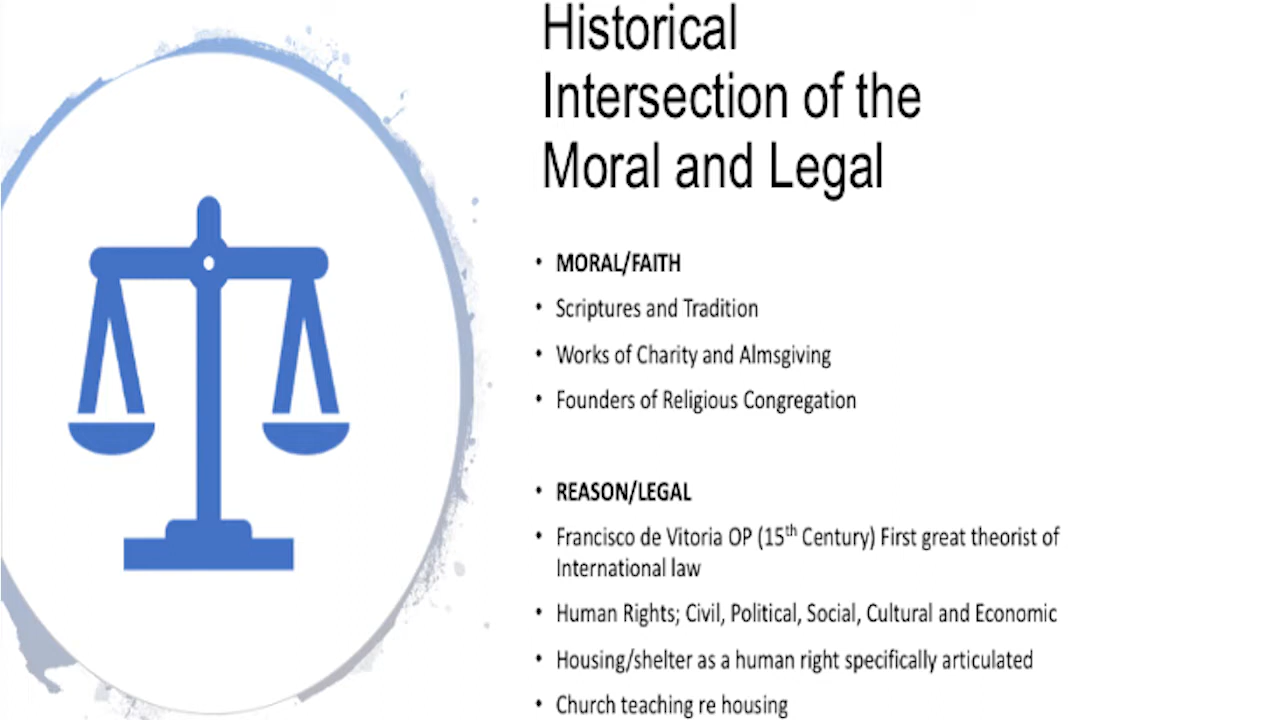 Historical
Intersection of the
Moral and Legal
• MORAL/FAITH
• Scriptures and Tradition
• Works of Charity and Almsgiving
• Founders of Religious Congregation
• REASON/LEGAL
• Francisco de Vitoria OP (15th Century) First great theorist of
International law
• Human Rights; Civil, Political, Social, Cultural and Economic
• Housing/shelter as a human right specifically articulated
• Church teaching re housing